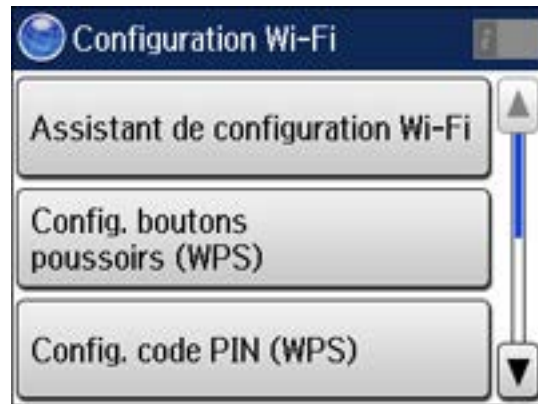 Configuration Wi-Fi
Assistant de configuration Wi-Fi
Config. boutons
poussoirs (WPS)
Config. code PIN (WPS)